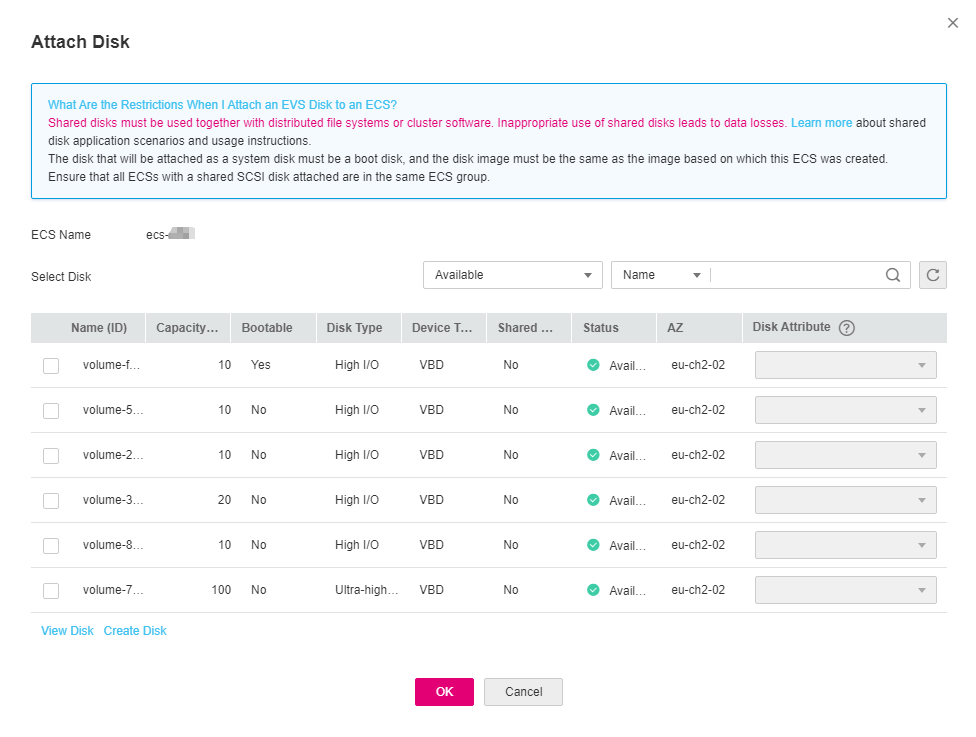 Attach Disk
What Are the Restrictions When I Attach an EVS Disk to an ECS?
Shared disks must be used together with distributed file systems or cluster software. Inappropriate use of shared disks leads to data losses. Learn more about shared
disk application scenarios and usage instructions.
The disk that will be attached as a system disk must be a boot disk, and the disk image must be the same as the image based on which this ECS was created.
Ensure that all ECSs with a shared SCSI disk attached are in the same ECS group.
ECS Name ecs-
Select Disk Available Name
Name (ID) Capacity... Bootable Disk Type Device T... Shared ... Status AZ Disk Attribute ?
volume-f... 10 Yes High I/O VBD No Avail... eu-ch2-02
volume-5... 10 No High I/O VBD No Avail... eu-ch2-02
volume-2... 10 No High I/O VBD No Avail... eu-ch2-02
volume-3... 20 No High I/O VBD No Avail... eu-ch2-02
volume-8... 10 No High I/O VBD No Avail... eu-ch2-02
volume-7... 100 No Ultra-high... VBD No Avail... eu-ch2-02
View Disk Create Disk
OK Cancel